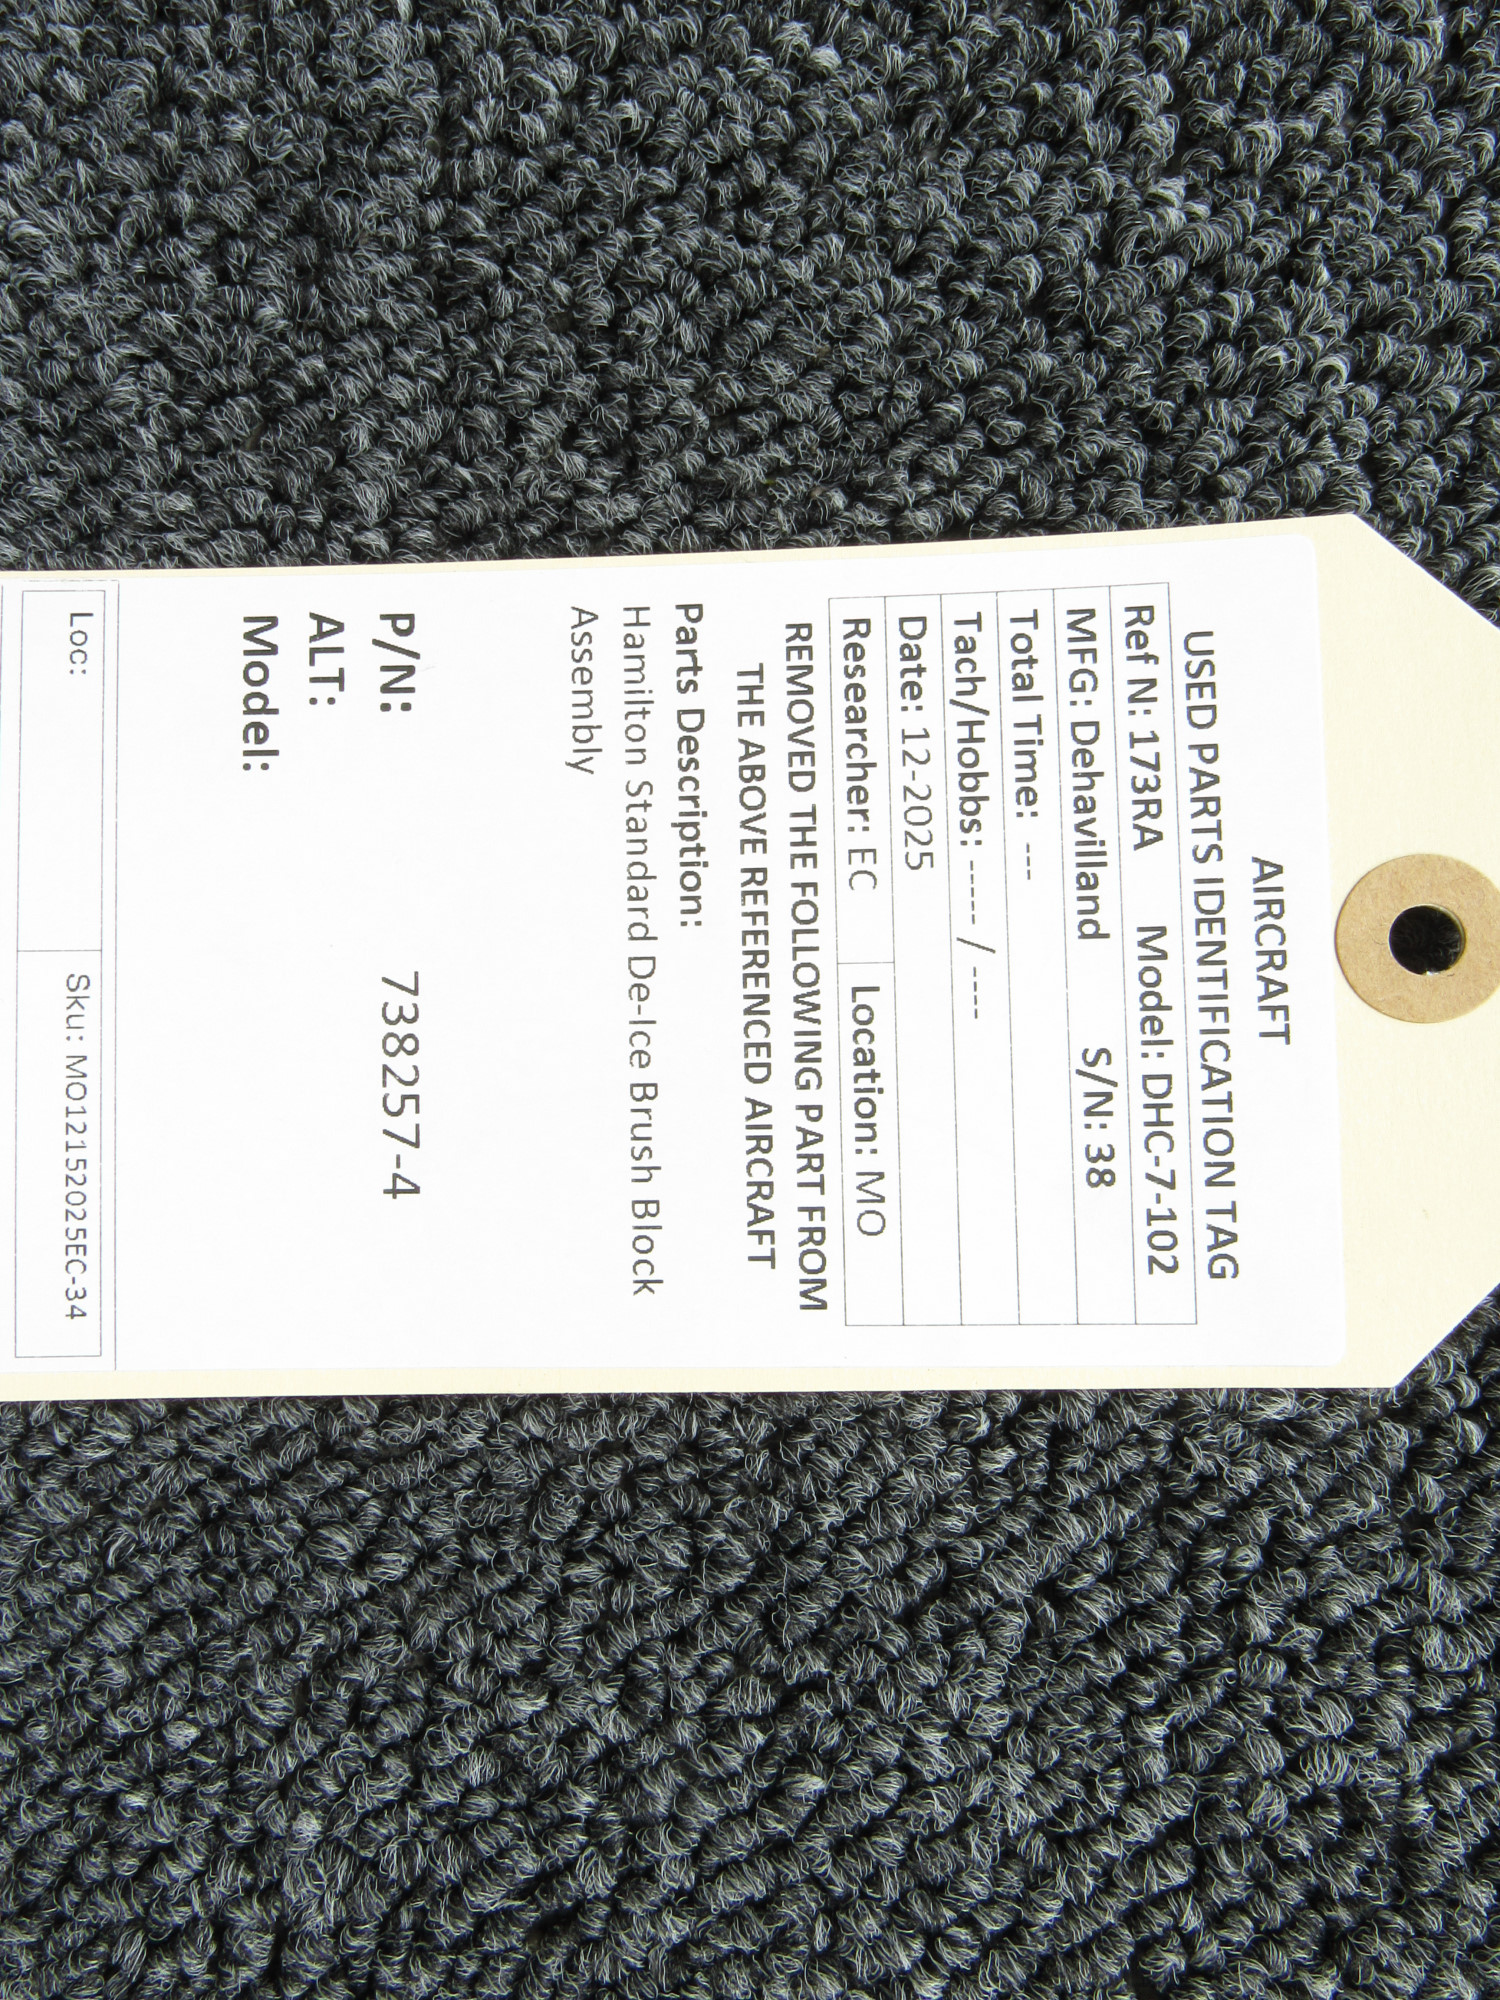 AIRCRAFT
USED PARTS IDENTIFICATION TAG
Ref N: 173RA Model: DHC-7-102
MFG: Dehavilland S/N: 38
Total Time: ---
Tach/Hobbs: ----- / ----
Date: 12-2025
Researcher: EC Location: MO
REMOVED THE FOLLOWING PART FROM
THE ABOVE REFERENCED AIRCRAFT
Parts Description:
Hamilton Standard De-Ice Brush Block
Assembly
P/N: 738257-4
ALT:
Model:
Loc: Sku: MO12152025EC-34